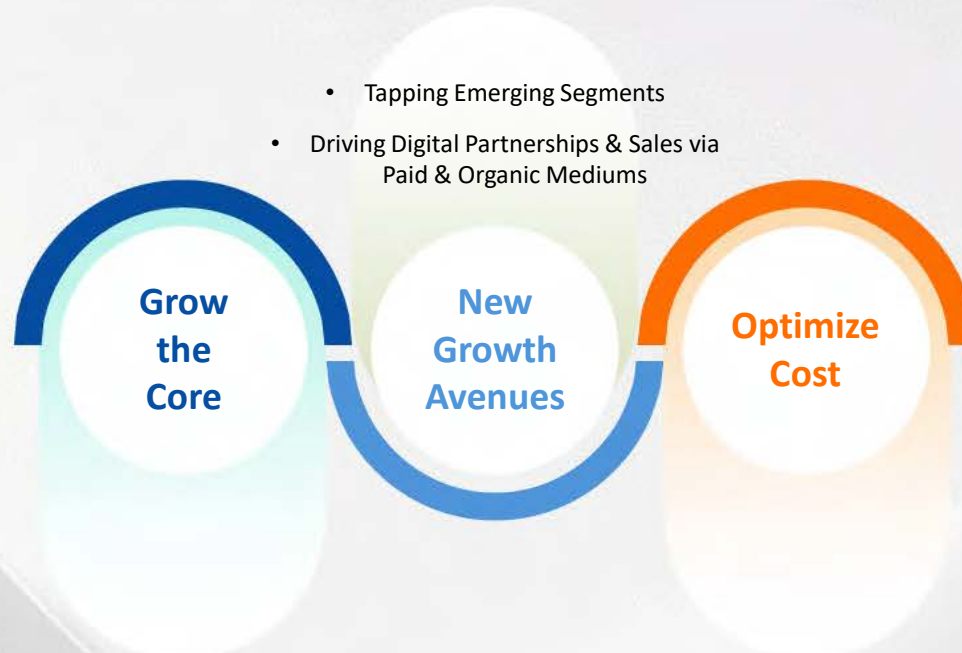 • Tapping Emerging Segments
• Driving Digital Partnerships & Sales via
Paid & Organic Mediums
Grow
the
Core
New
Growth
Avenues
Optimize
Cost